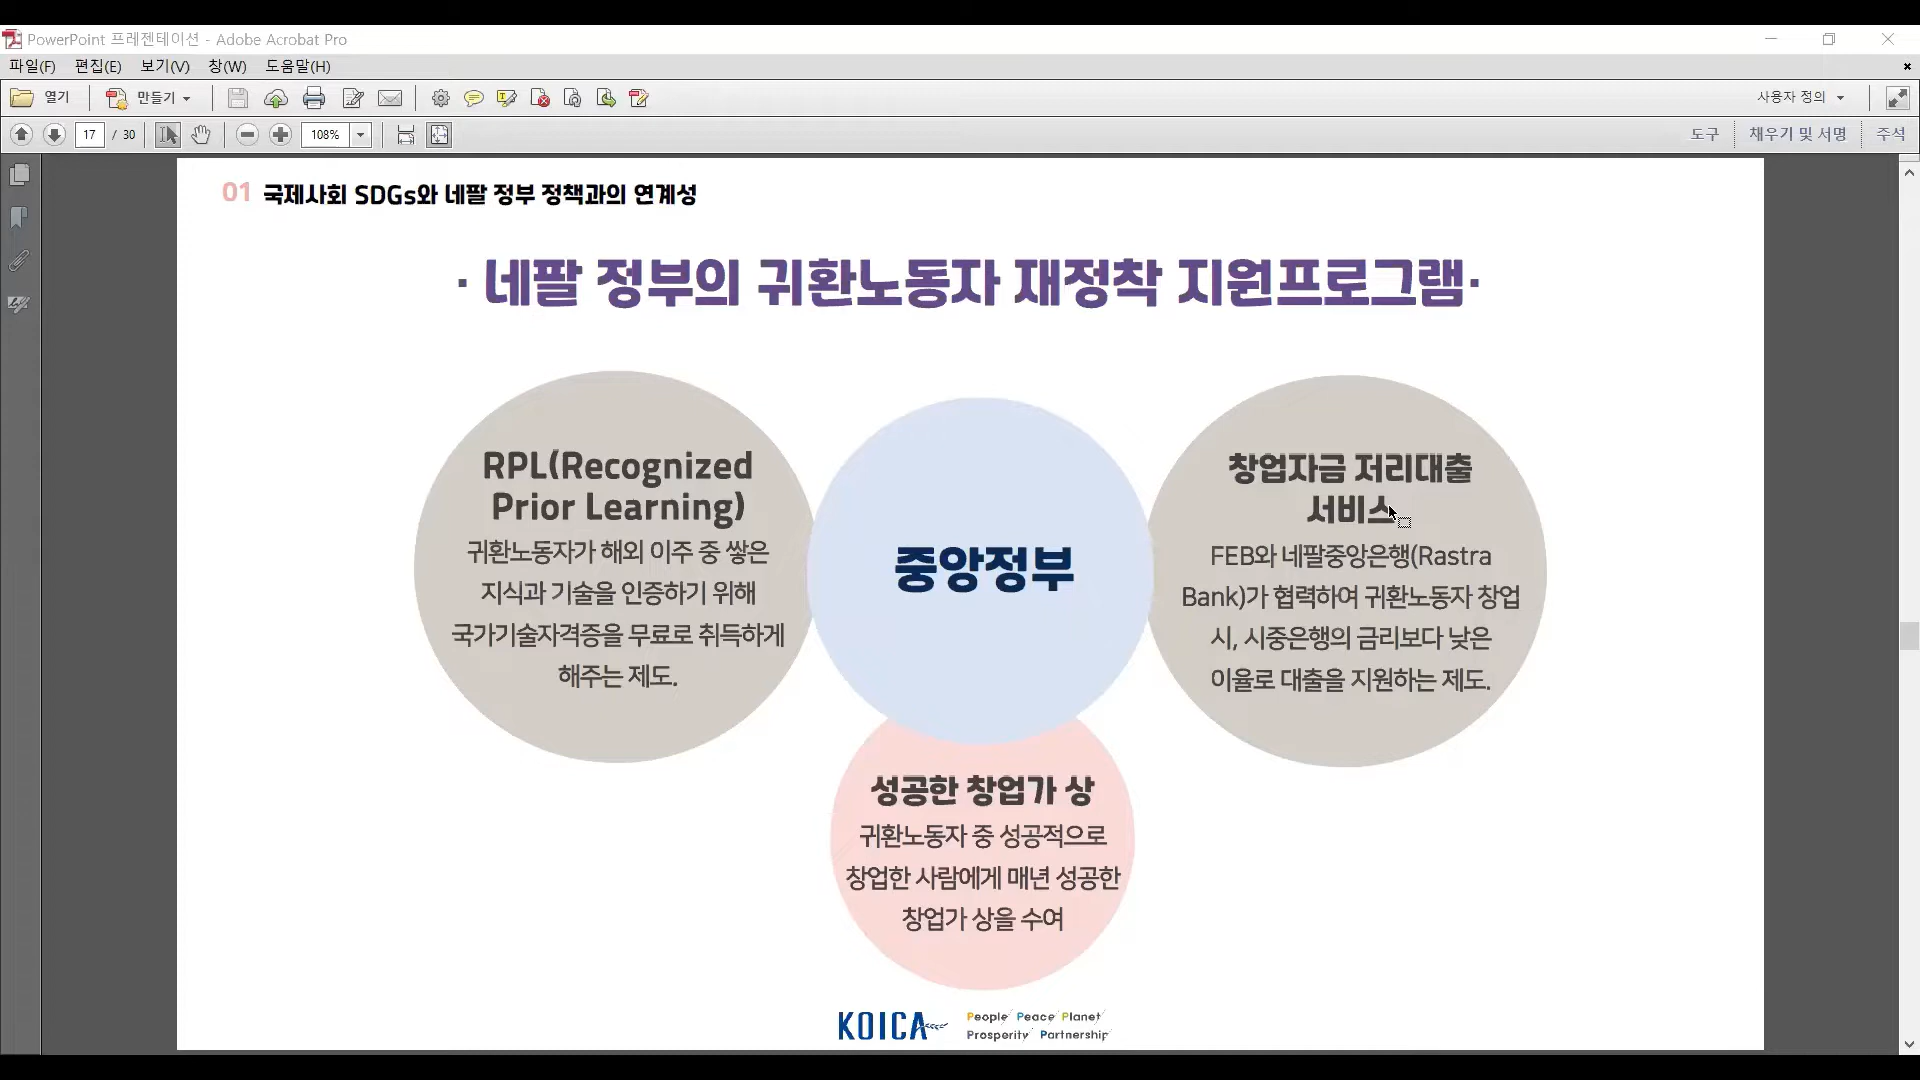 PowerPoint 프레젠테이션 - Adobe Acrobat Pro
파일(F) 편집(E) 보기(V) 창(W) 도움말(H)
열기 만들기 사용자 정의
17 / 30 108% 도구 채우기 및 서명 주석
01 국제사회 SDGs와 네팔 정부 정책과의 연계성
· 네팔 정부의 귀환노동자 재정착 지원프로그램·
RPL(Recognized
Prior Learning)
귀환노동자가 해외 이주 중 쌓은
지식과 기술을 인증하기 위해
국가기술자격증을 무료로 취득하게
해주는 제도.
중앙정부
창업자금 저리대출
서비스
FEB와 네팔중앙은행(Rastra
Bank)가 협력하여 귀환노동자 창업
시, 시중은행의 금리보다 낮은
이율로 대출을 지원하는 제도.
성공한 창업가 상
귀환노동자 중 성공적으로
창업한 사람에게 매년 성공한
창업가 상을 수여
KOICA
People Peace Planet
Prosperity Partnership